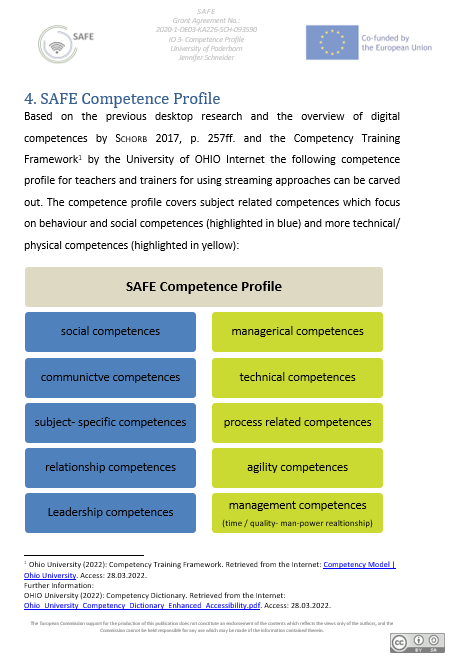 SAFE
Grant Agreement No.:
2020-1-DE03-KA226-SCH-093590
IO 3- Competence Profile
University of Paderborn
Jennifer Schneider
SAFE
Co-funded by
the European Union
4. SAFE Competence Profile
Based on the previous desktop research and the overview of digital
competences by SCHORB 2017, p. 257ff. and the Competency Training
Framework¹ by the University of OHIO Internet the following competence
profile for teachers and trainers for using streaming approaches can be carved
out. The competence profile covers subject related competences which focus
on behaviour and social competences (highlighted in blue) and more technical/
physical competences (highlighted in yellow):
SAFE Competence Profile
social competences
managerical competences
communictve competences
technical competences
subject- specific competences
process related competences
relationship competences
agility competences
Leadership competences
management competences
(time / quality- man-power realtionship)
¹ Ohio University (2022): Competency Training Framework. Retrieved from the Internet: Competency Model |
Ohio University. Access: 28.03.2022.
Further Information:
OHIO University (2022): Competency Dictionary. Retrieved from the Internet:
Ohio_University_Competency_Dictionary_Enhanced_Accessibility.pdf. Access: 28.03.2022.
The European Commission support for the production of this publication does not constitute an endorsement of the contents which reflects the views only of the authors, and the
Commission cannot be held responsible for any use which may be made of the information contained therein.
cc
BY SA